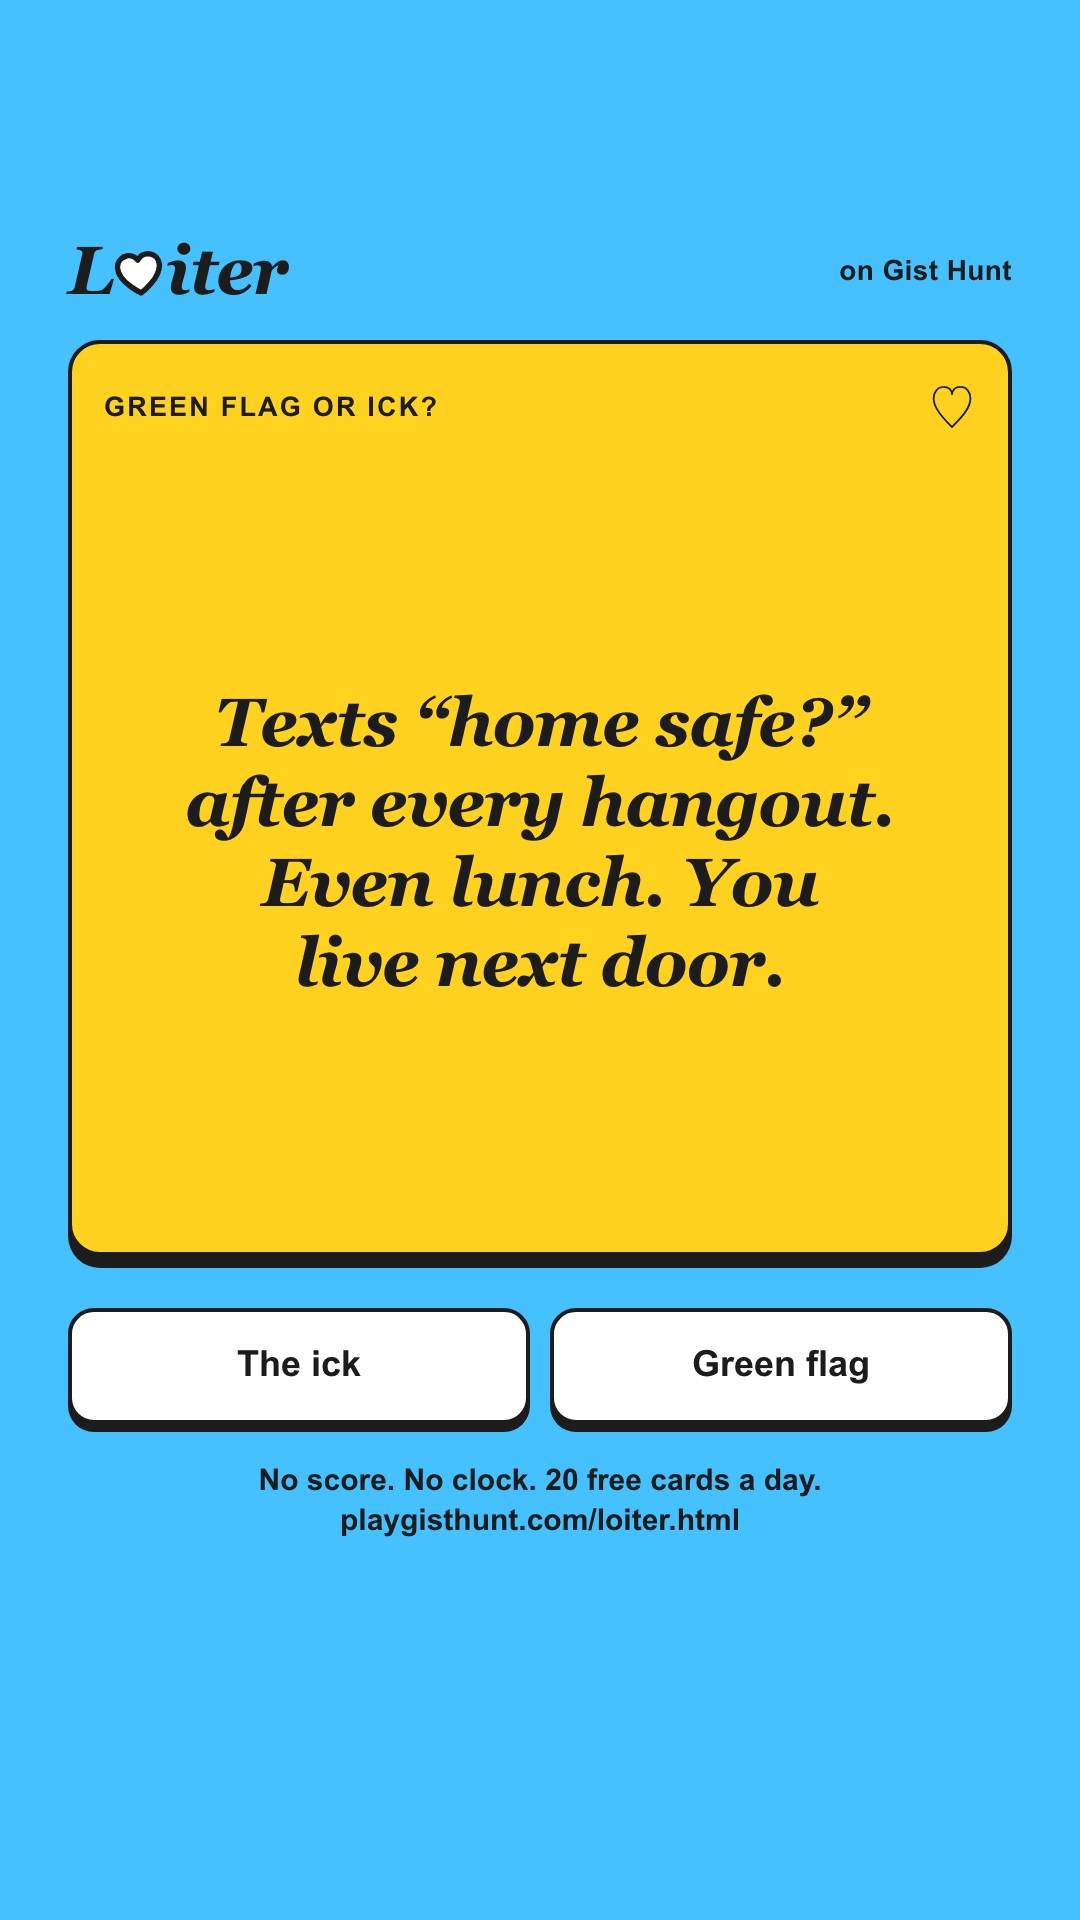 Loiter
on Gist Hunt
GREEN FLAG OR ICK?
Texts “home safe?”
after every hangout.
Even lunch. You
live next door.
The ick
Green flag
No score. No clock. 20 free cards a day.
playgisthunt.com/loiter.html